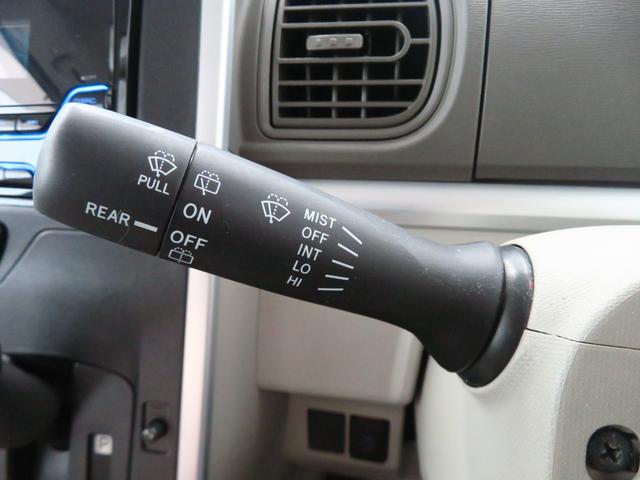 PULL
REAR
ON
OFF
MIST
OFF
INT
LO
HI
P